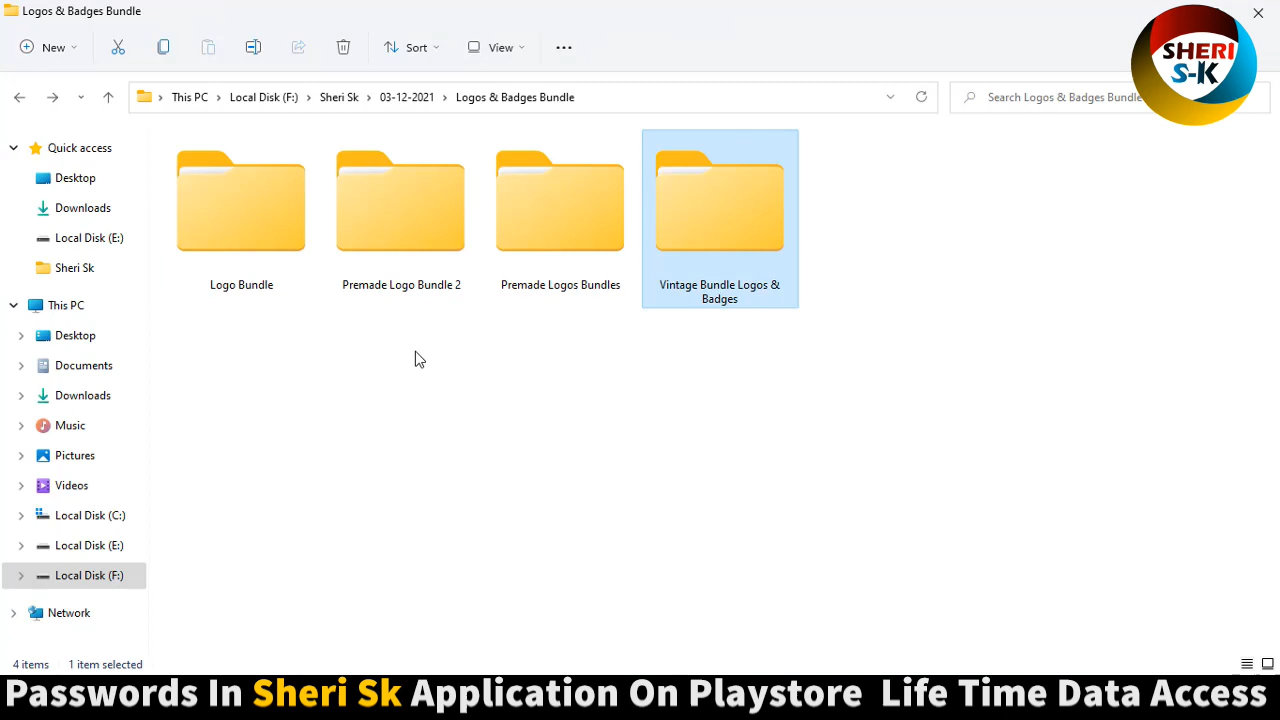 Logos & Badges Bundle
New
Sort
View
SHERI
S-K
This PC
Local Disk (F:)
Sheri Sk
03-12-2021
Logos & Badges Bundle
Search Logos & Badges Bundle
Quick access
Desktop
Downloads
Local Disk (E:)
Sheri Sk
This PC
Desktop
Documents
Downloads
Music
Pictures
Videos
Local Disk (C:)
Local Disk (E:)
Local Disk (F:)
Network
Logo Bundle
Premade Logo Bundle 2
Premade Logos Bundles
Vintage Bundle Logos &
Badges
4 items
1 item selected
Passwords In Sheri Sk Application On Playstore Life Time Data Access